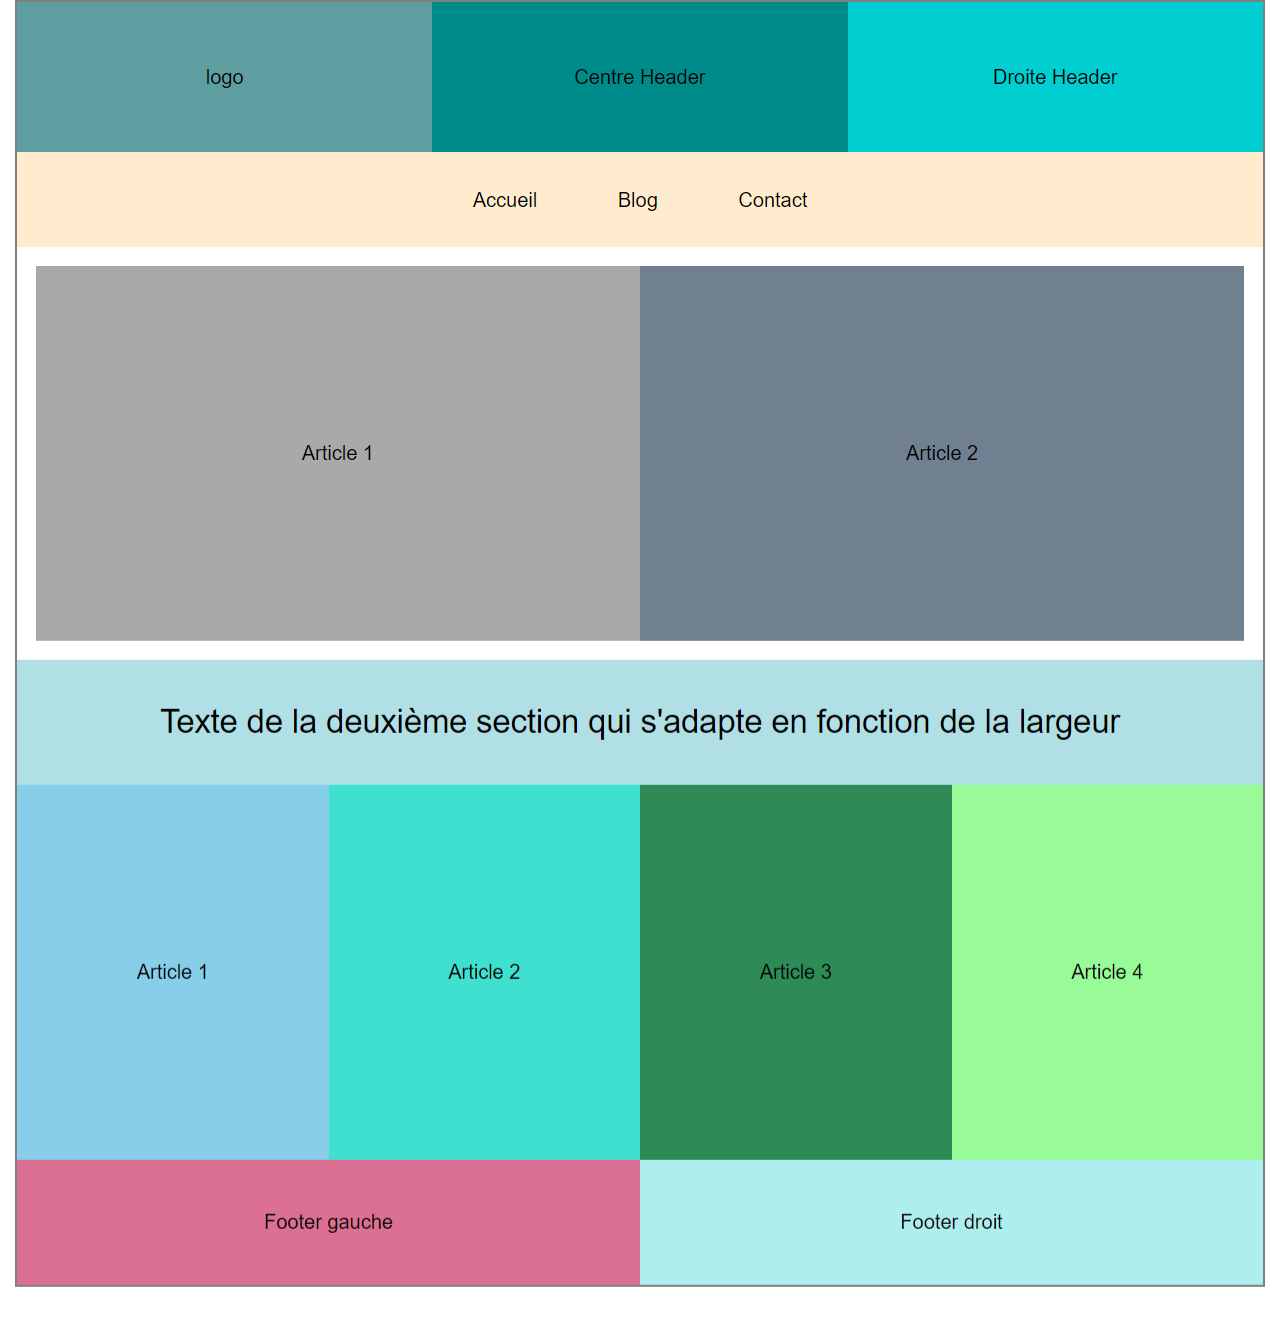 logo
Centre Header
Droite Header
Accueil
Blog
Contact
Article 1
Article 2
Texte de la deuxième section qui s'adapte en fonction de la largeur
Article 1
Article 2
Article 3
Article 4
Footer gauche
Footer droit